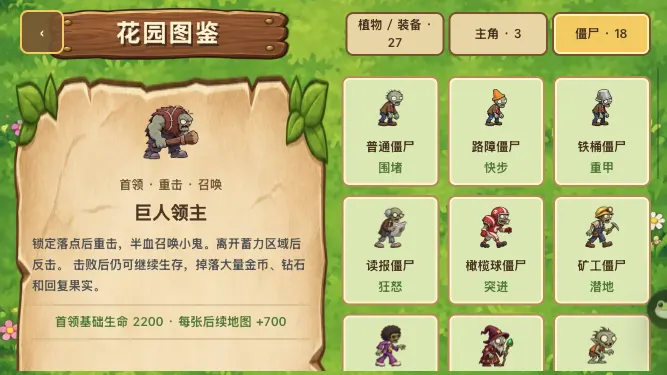 ‹
花园图鉴
植物 / 装备 ·
27
主角 · 3
僵尸 · 18
首领 · 重击 · 召唤
巨人领主
锁定落点后重击，半血召唤小鬼。离开蓄力区域后
反击。 击败后仍可继续生存，掉落大量金币、钻石
和回复果实。
首领基础生命 2200 · 每张后续地图 +700
普通僵尸
围堵
路障僵尸
快步
铁桶僵尸
重甲
读报僵尸
狂怒
橄榄球僵尸
突进
矿工僵尸
潜地